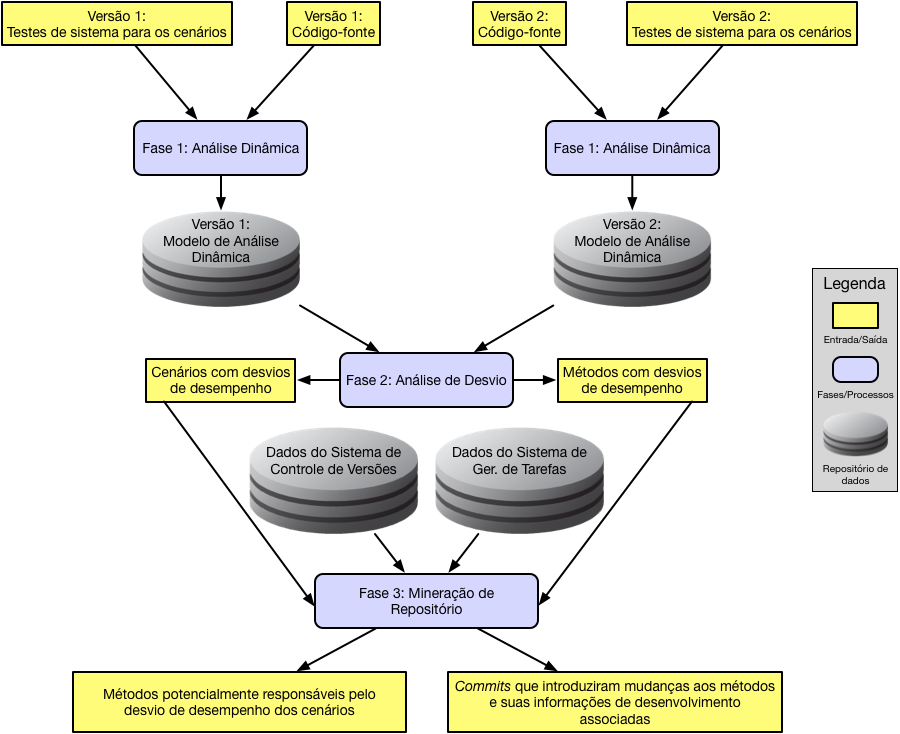 Versão 1:
Testes de sistema para os cenários
Versão 1:
Código-fonte
Versão 2:
Código-fonte
Versão 2:
Testes de sistema para os cenários
Fase 1: Análise Dinâmica
Fase 1: Análise Dinâmica
Versão 1:
Modelo de Análise
Dinâmica
Versão 2:
Modelo de Análise
Dinâmica
Legenda
Entrada/Saída
Fases/Processos
Repositório de
dados
Cenários com desvios
de desempenho
Fase 2: Análise de Desvio
Métodos com desvios
de desempenho
Dados do Sistema de
Controle de Versões
Dados do Sistema de
Ger. de Tarefas
Fase 3: Mineração de
Repositório
Métodos potencialmente responsáveis pelo
desvio de desempenho dos cenários
Commits que introduziram mudanças aos métodos
e suas informações de desenvolvimento
associadas